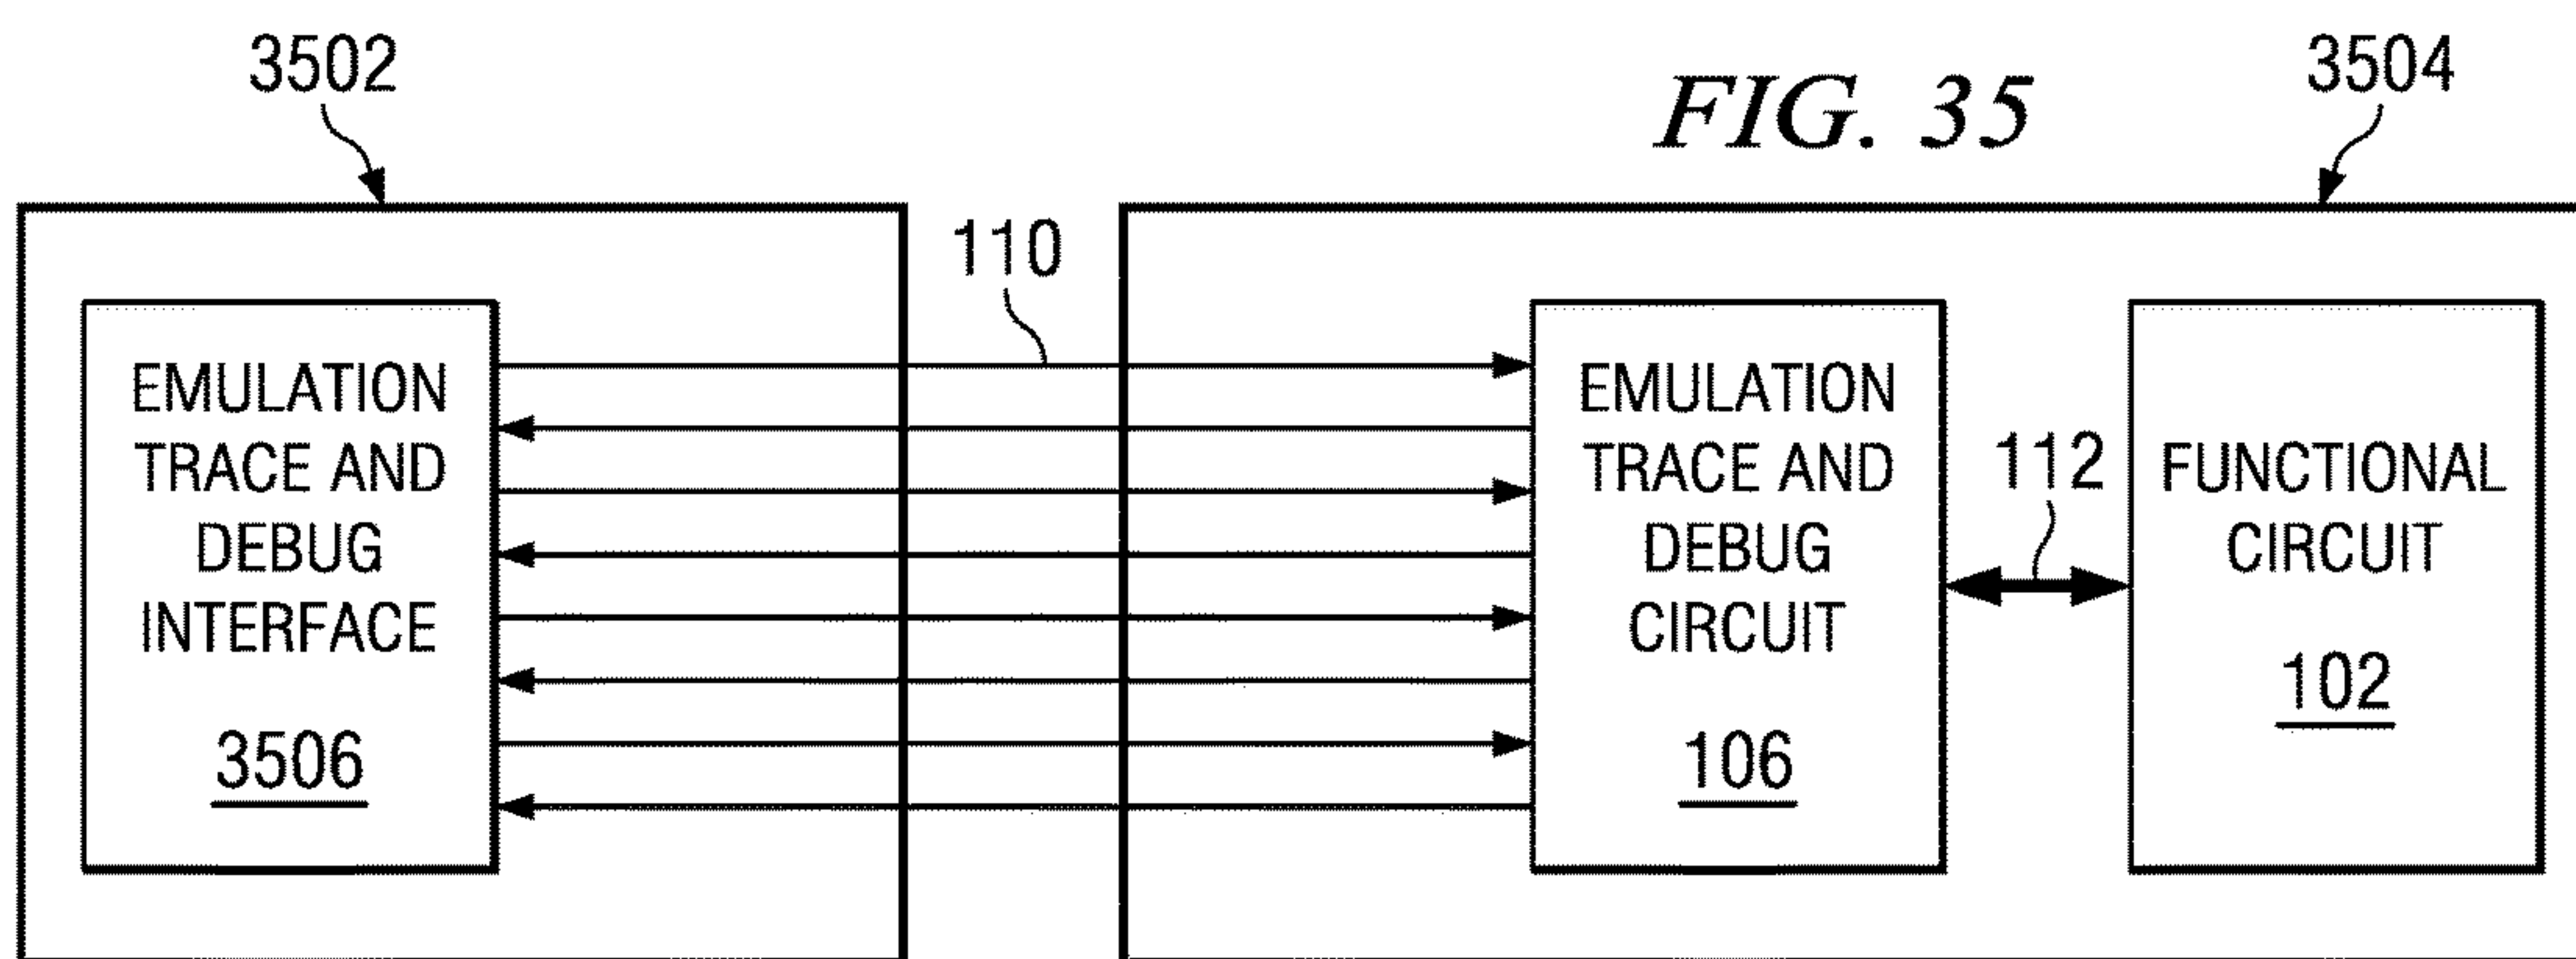 3502
FIG. 35
3504
110
EMULATION
TRACE AND
DEBUG
INTERFACE
3506
EMULATION
TRACE AND
DEBUG
CIRCUIT
106
112
FUNCTIONAL
CIRCUIT
102